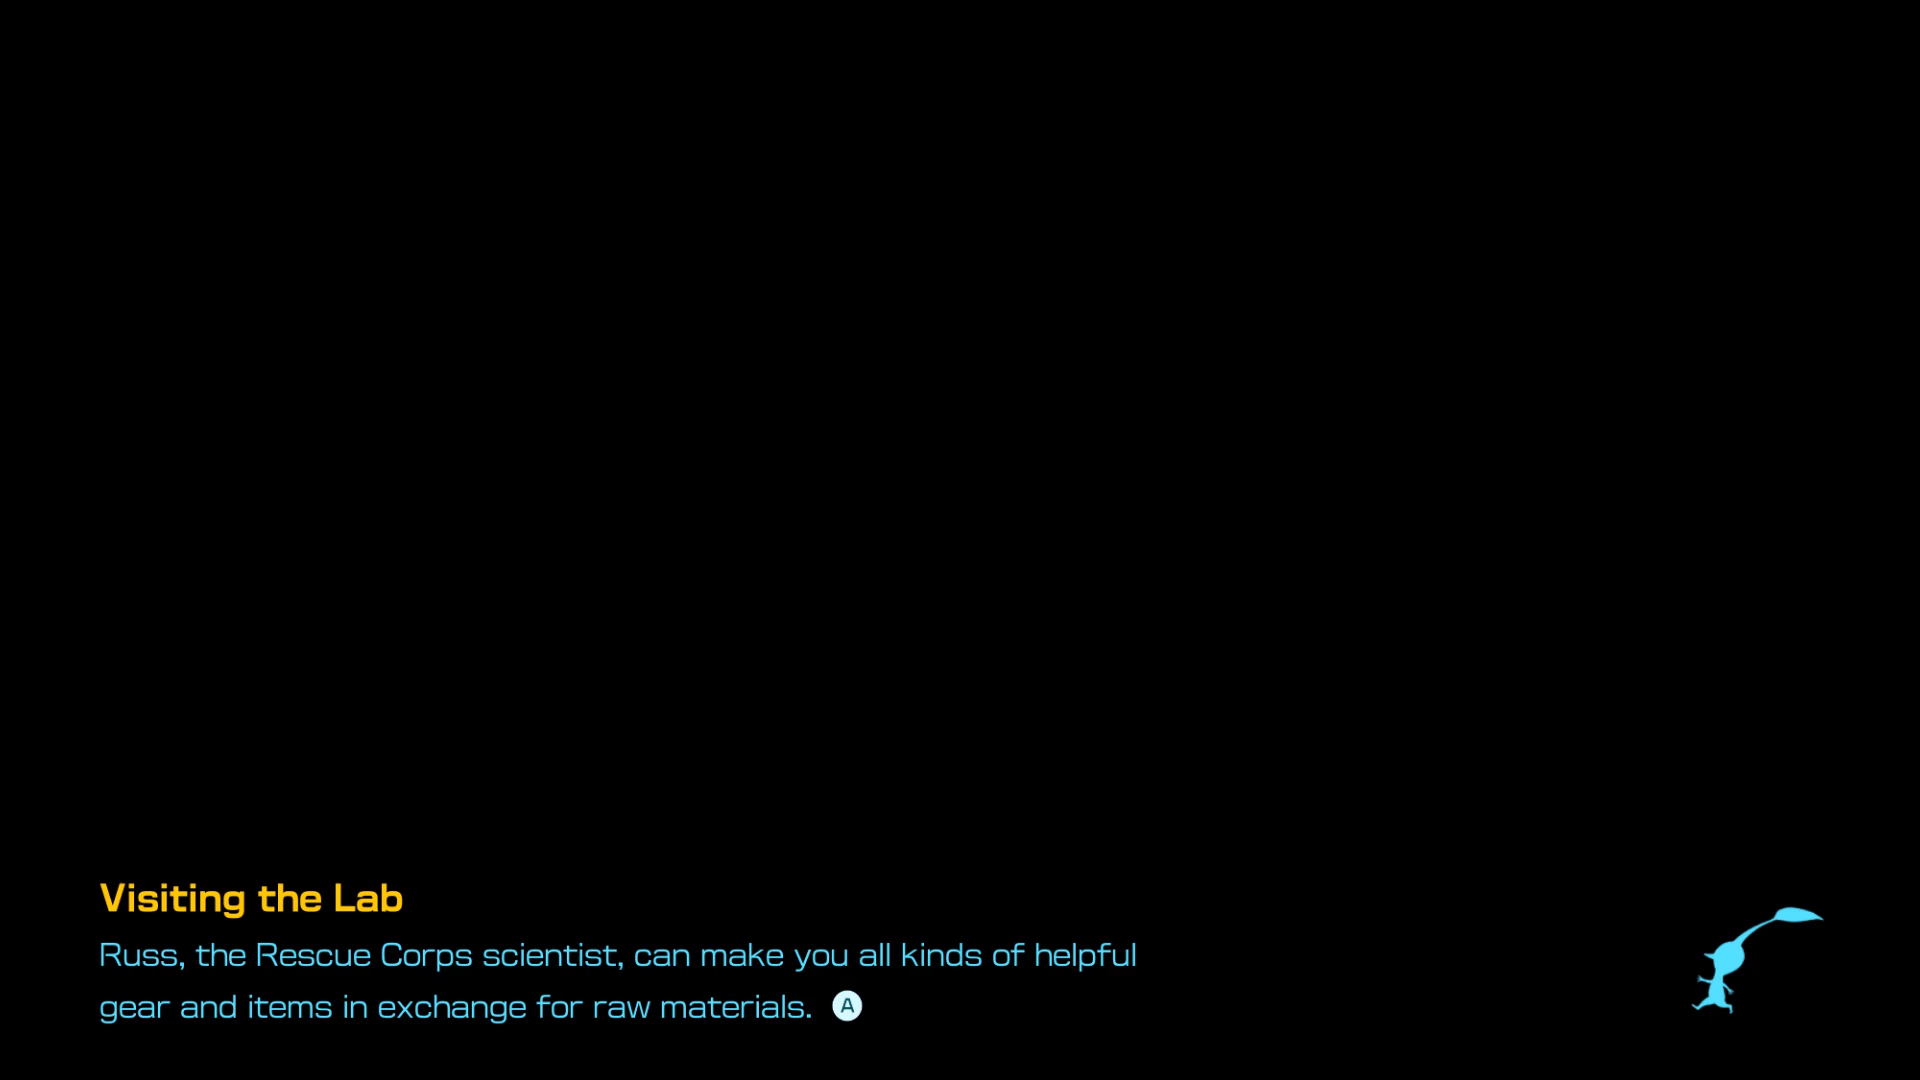 Visiting the Lab
Russ, the Rescue Corps scientist, can make you all kinds of helpful
gear and items in exchange for raw materials. A